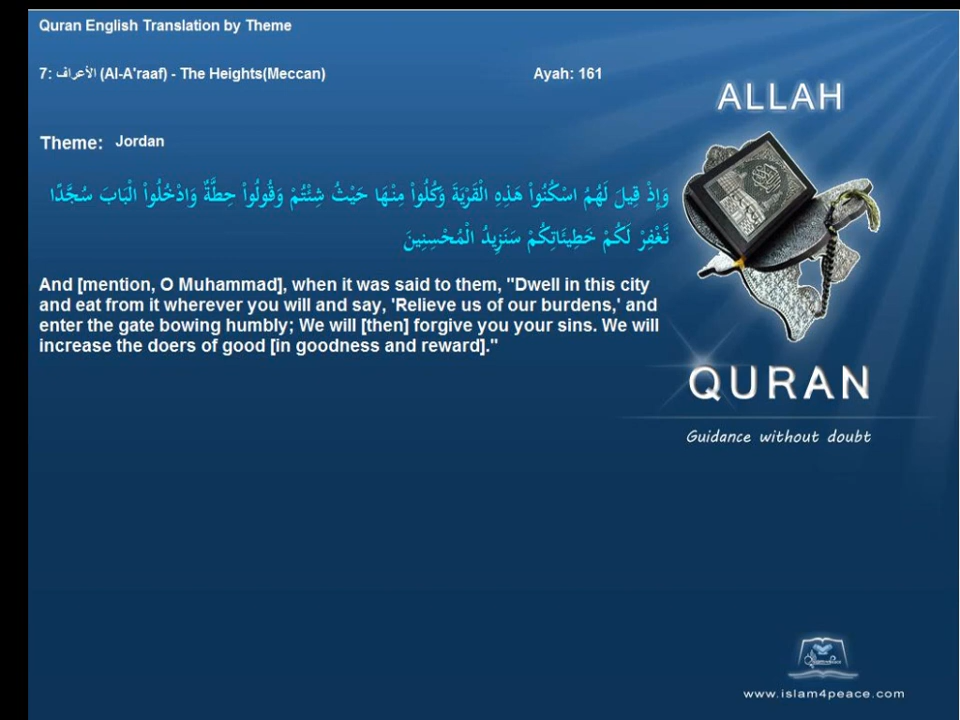 Quran English Translation by Theme
7: الأعراف (Al-A'raaf) - The Heights(Meccan)
Ayah: 161
ALLAH
Theme: Jordan
وَإِذْ قِيلَ لَهُمُ اسْكُنُواْ هَذِهِ الْقَرْيَةَ وَكُلُواْ مِنْهَا حَيْثُ شِئْتُمْ وَقُولُواْ حِطَّةٌ وَادْخُلُواْ الْبَابَ سُجَّدًا
نَّغْفِرْ لَكُمْ خَطِيئَاتِكُمْ سَنَزِيدُ الْمُحْسِنِينَ
And [mention, O Muhammad], when it was said to them, "Dwell in this city
and eat from it wherever you will and say, 'Relieve us of our burdens,' and
enter the gate bowing humbly; We will [then] forgive you your sins. We will
increase the doers of good [in goodness and reward]."
QURAN
Guidance without doubt
www.islam4peace.com